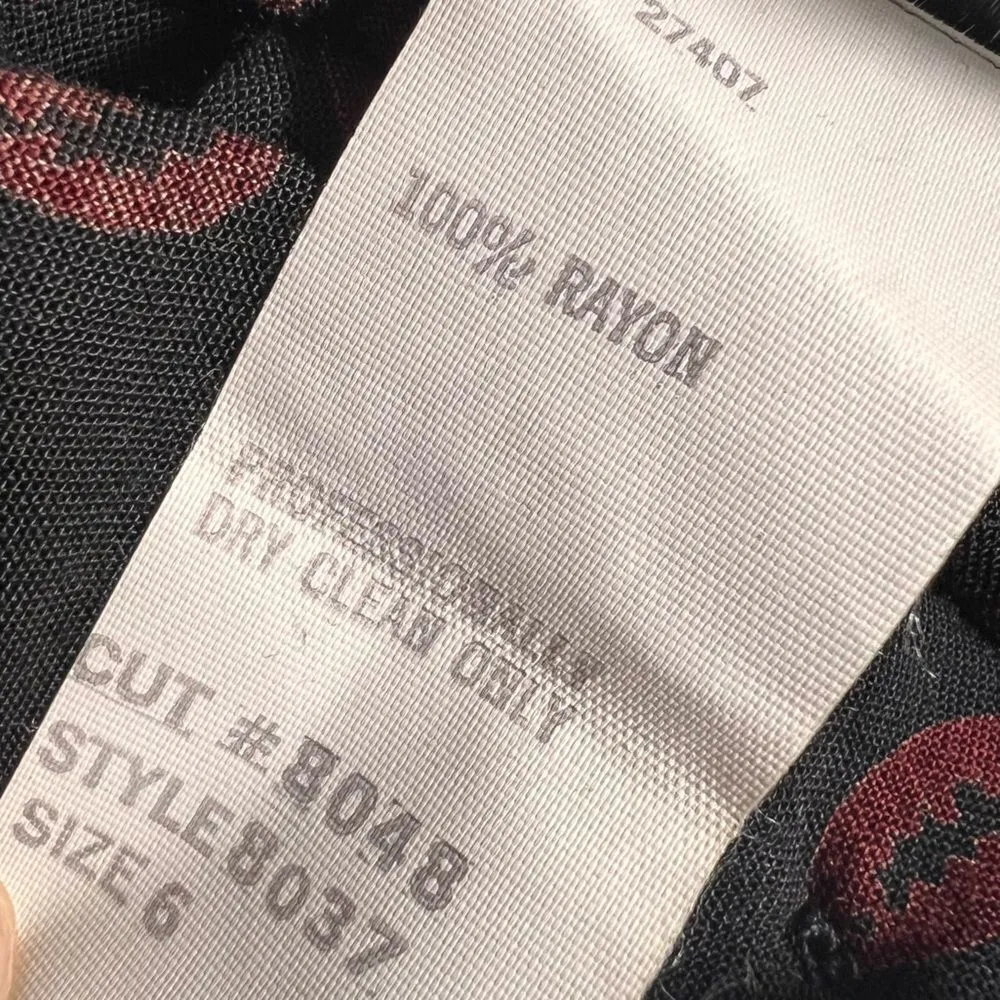 27407
100% RAYON
PROFESSIONALLY
DRY CLEAN ONLY
CUT #8048
STYLE 8037
SIZE 6